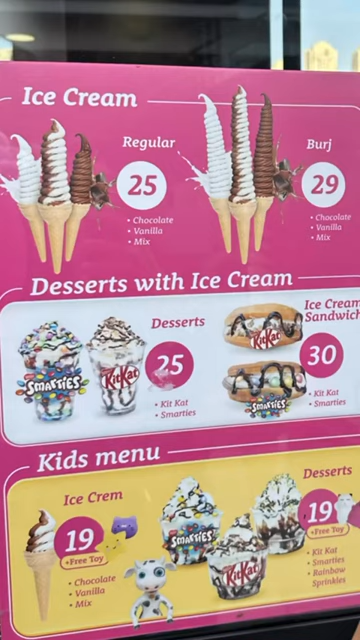 Ice Cream
Regular
25
• Chocolate
• Vanilla
• Mix
Burj
29
• Chocolate
• Vanilla
• Mix
Desserts with Ice Cream
SMARTIES
KitKat
Desserts
25
• Kit Kat
• Smarties
KitKat
SMARTIES
Ice Cream
Sandwich
30
• Kit Kat
• Smarties
Kids menu
Ice Crem
19
+Free Toy
• Chocolate
• Vanilla
• Mix
SMARTIES
KitKat
Desserts
19
+Free Toy
• Kit Kat
• Smarties
• Rainbow
Sprinkles